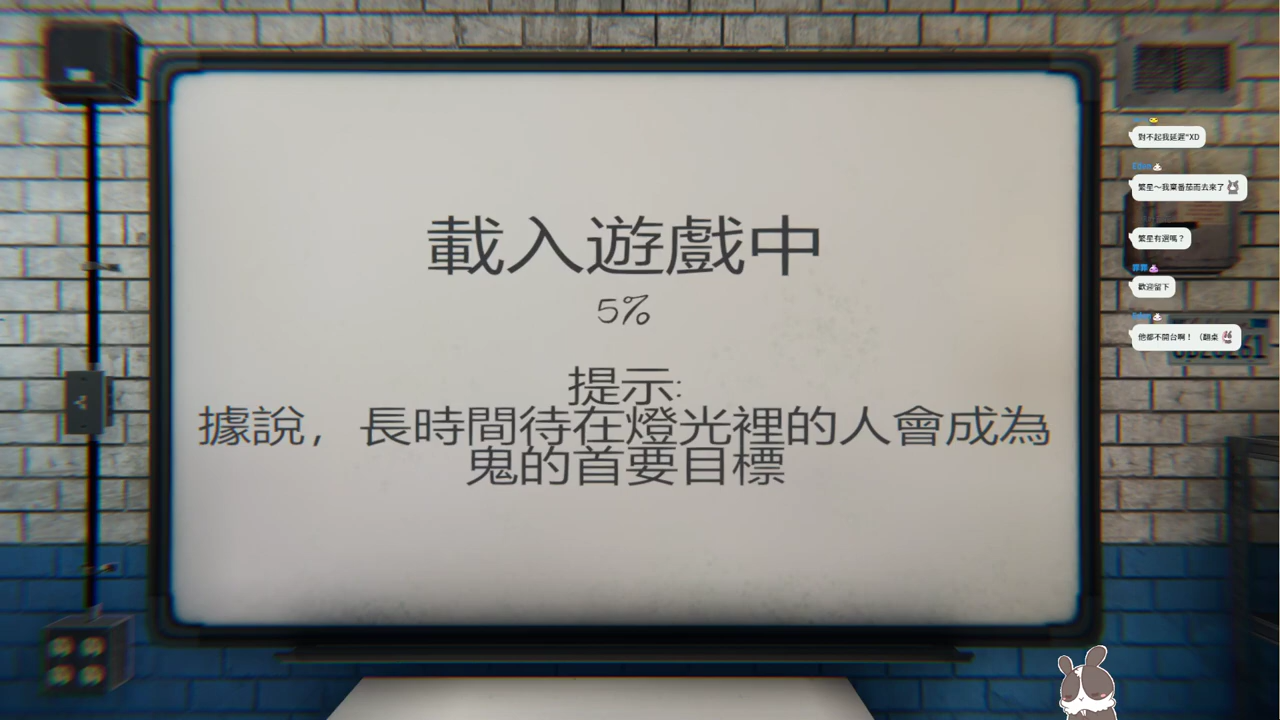 載入遊戲中
5%
提示:
據說，長時間待在燈光裡的人會成為
鬼的首要目標
對不起我延遲"XD
繁星～我棄番茄而去來了
繁星有選嗎？
歡迎留下
他都不開台啊！（翻桌